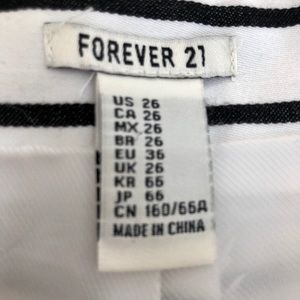 FOREVER 21
US 26
CA 26
MX 26
BR 26
EU 36
UK 26
KR 66
JP 66
CN 160/66A
MADE IN CHINA